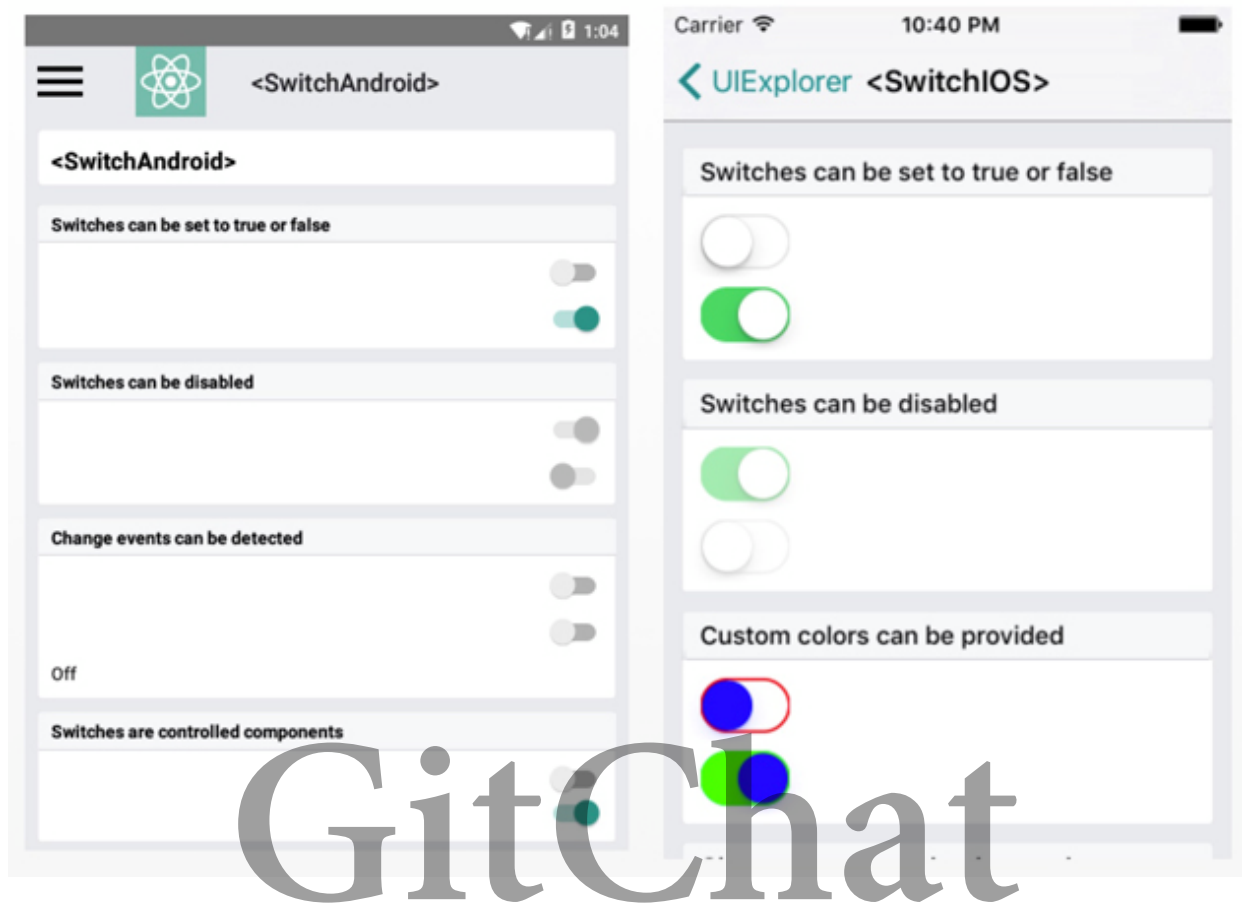 1:04
<SwitchAndroid>
<SwitchAndroid>
Switches can be set to true or false
Switches can be disabled
Change events can be detected
Off
Switches are controlled components
Carrier
10:40 PM
UIExplorer <SwitchIOS>
Switches can be set to true or false
Switches can be disabled
Custom colors can be provided
GitChat